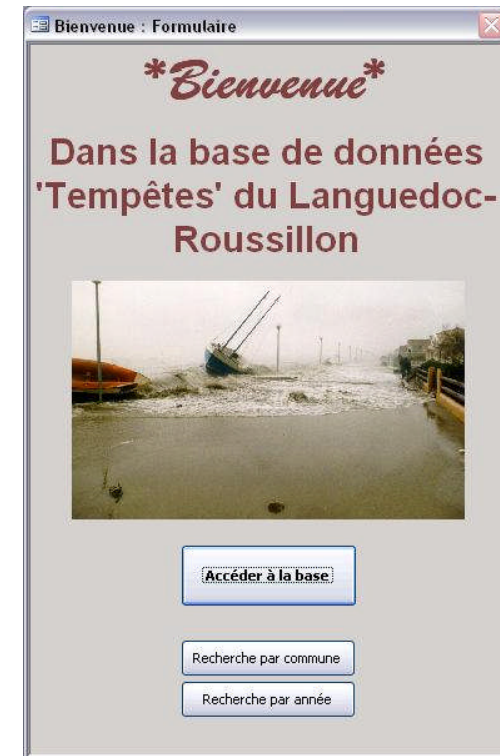 Bienvenue : Formulaire
*Bienvenue*
Dans la base de données
'Tempêtes' du Languedoc-
Roussillon
Accéder à la base
Recherche par commune
Recherche par année